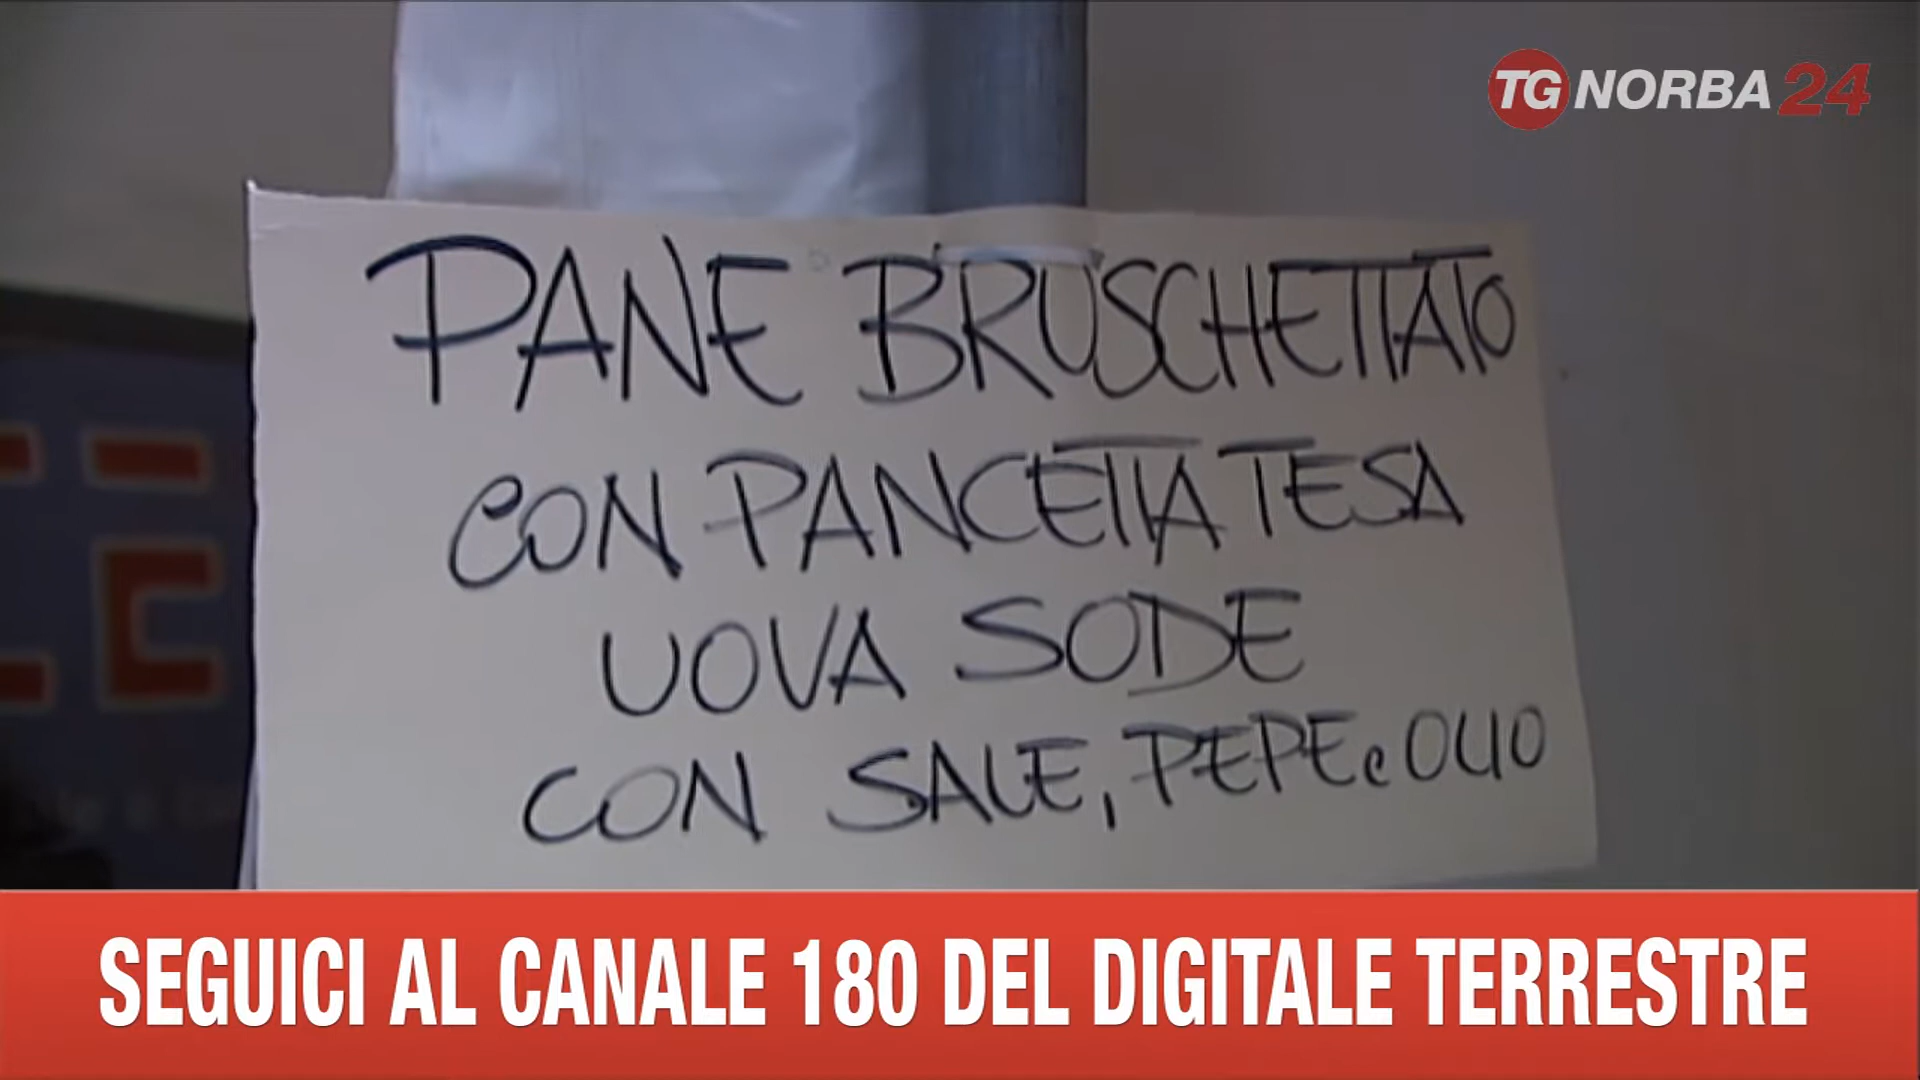 TG NORBA 24
PANE BRUSCHETTATO
CON PANCETTA TESA
UOVA SODE
CON SALE, PEPE e OLIO
SEGUICI AL CANALE 180 DEL DIGITALE TERRESTRE